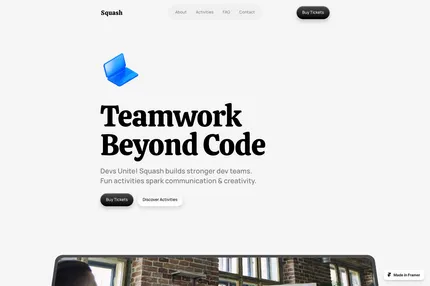 Squash
About Activities FAQ Contact
Buy Tickets
Teamwork
Beyond Code
Devs Unite! Squash builds stronger dev teams.
Fun activities spark communication & creativity.
Buy Tickets
Discover Activities
Made in Framer